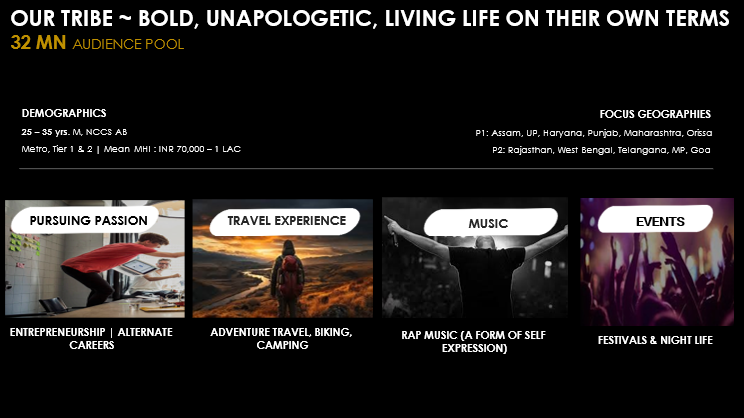 OUR TRIBE ~ BOLD, UNAPOLOGETIC, LIVING LIFE ON THEIR OWN TERMS
32 MN AUDIENCE POOL
DEMOGRAPHICS
25 – 35 yrs. M, NCCS AB
Metro, Tier 1 & 2 | Mean MHI : INR 70,000 – 1 LAC
FOCUS GEOGRAPHIES
P1: Assam, UP, Haryana, Punjab, Maharashtra, Orissa
P2: Rajasthan, West Bengal, Telangana, MP, Goa
PURSUING PASSION
TRAVEL EXPERIENCE
MUSIC
EVENTS
ENTREPRENEURSHIP | ALTERNATE
CAREERS
ADVENTURE TRAVEL, BIKING,
CAMPING
RAP MUSIC (A FORM OF SELF
EXPRESSION)
FESTIVALS & NIGHT LIFE